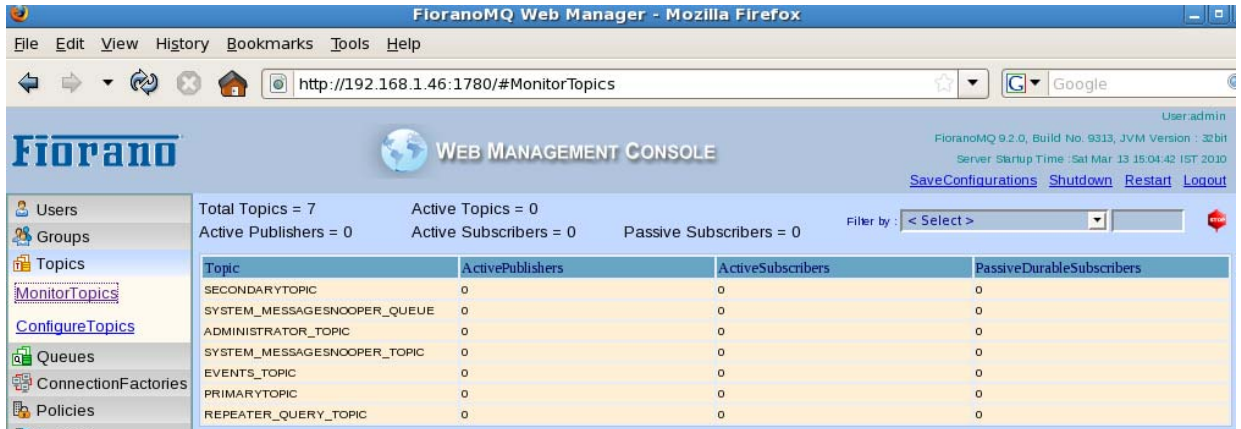 FioranoMQ Web Manager - Mozilla Firefox
File Edit View History Bookmarks Tools Help
http://192.168.1.46:1780/#MonitorTopics
G Google
Fiorano
WEB MANAGEMENT CONSOLE
User:admin
FioranoMQ 9.2.0, Build No. 9313, JVM Version : 32bit
Server Startup Time :Sat Mar 13 15:04:42 IST 2010
SaveConfigurations Shutdown Restart Logout
Users
Groups
Topics
MonitorTopics
ConfigureTopics
Queues
ConnectionFactories
Policies
Total Topics = 7 Active Topics = 0
Active Publishers = 0 Active Subscribers = 0 Passive Subscribers = 0
Filter by : < Select >
STOP
Topic ActivePublishers ActiveSubscribers PassiveDurableSubscribers
SECONDARYTOPIC 0 0 0
SYSTEM_MESSAGESNOOPER_QUEUE 0 0 0
ADMINISTRATOR_TOPIC 0 0 0
SYSTEM_MESSAGESNOOPER_TOPIC 0 0 0
EVENTS_TOPIC 0 0 0
PRIMARYTOPIC 0 0 0
REPEATER_QUERY_TOPIC 0 0 0